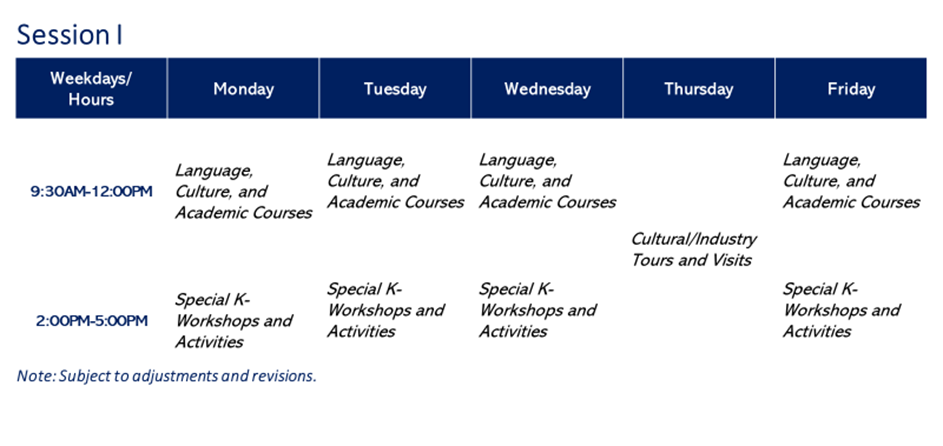 Session I
Weekdays/
Hours
Monday
Tuesday
Wednesday
Thursday
Friday
9:30AM-12:00PM
Language,
Culture, and
Academic Courses
Language,
Culture, and
Academic Courses
Language,
Culture, and
Academic Courses
Cultural/Industry
Tours and Visits
Language,
Culture, and
Academic Courses
2:00PM-5:00PM
Special K-
Workshops and
Activities
Special K-
Workshops and
Activities
Special K-
Workshops and
Activities
Special K-
Workshops and
Activities
Note: Subject to adjustments and revisions.